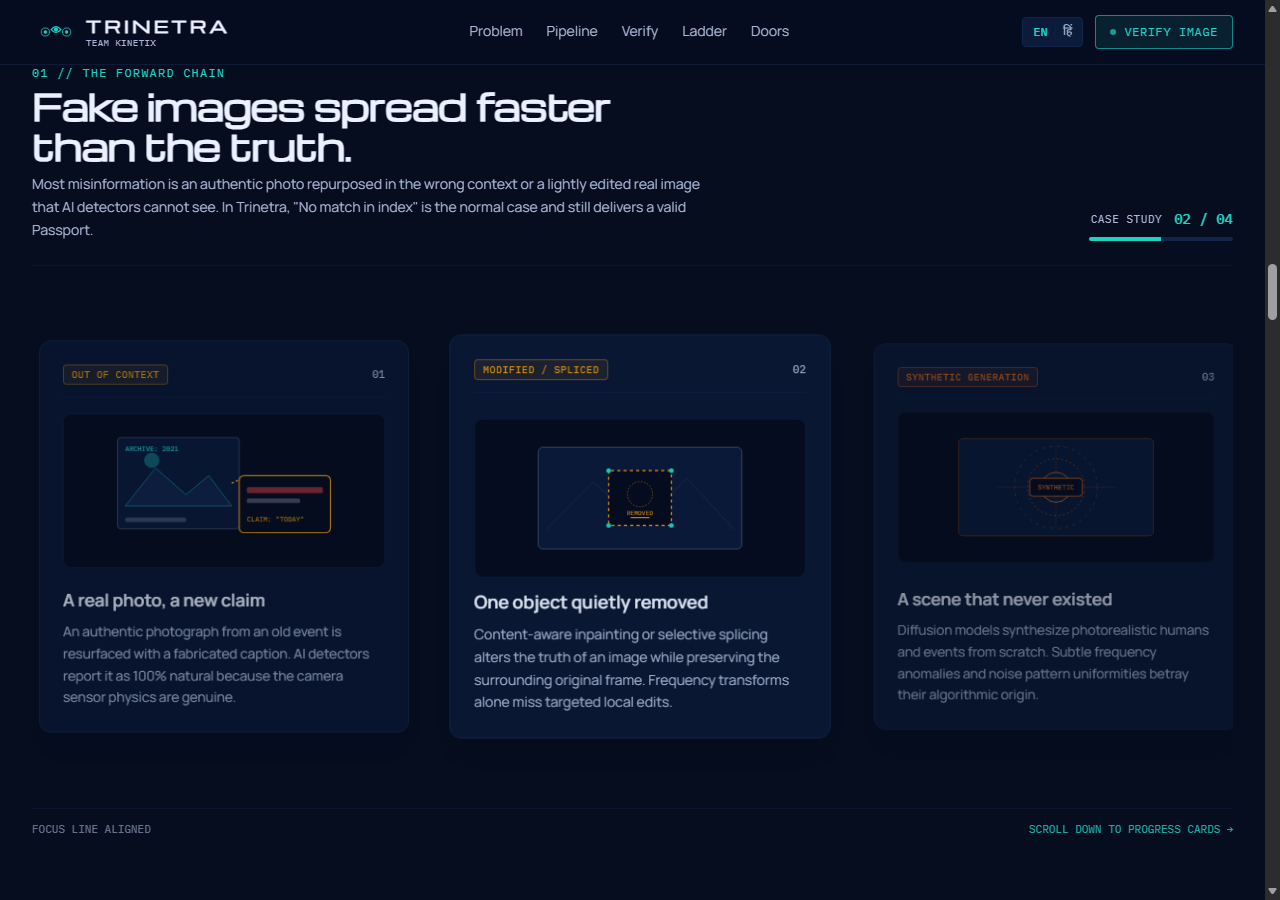 TRINETRA
TEAM KINETIX
Problem
Pipeline
Verify
Ladder
Doors
EN
हिं
VERIFY IMAGE
01 // THE FORWARD CHAIN
Fake images spread faster
than the truth.
Most misinformation is an authentic photo repurposed in the wrong context or a lightly edited real image
that AI detectors cannot see. In Trinetra, "No match in index" is the normal case and still delivers a valid
Passport.
CASE STUDY 02 / 04
OUT OF CONTEXT
01
ARCHIVE: 2021
CLAIM: "TODAY"
A real photo, a new claim
An authentic photograph from an old event is
resurfaced with a fabricated caption. AI detectors
report it as 100% natural because the camera
sensor physics are genuine.
MODIFIED / SPLICED
02
REMOVED
One object quietly removed
Content-aware inpainting or selective splicing
alters the truth of an image while preserving the
surrounding original frame. Frequency transforms
alone miss targeted local edits.
SYNTHETIC GENERATION
03
SYNTHETIC
A scene that never existed
Diffusion models synthesize photorealistic humans
and events from scratch. Subtle frequency
anomalies and noise pattern uniformities betray
their algorithmic origin.
FOCUS LINE ALIGNED
SCROLL DOWN TO PROGRESS CARDS →